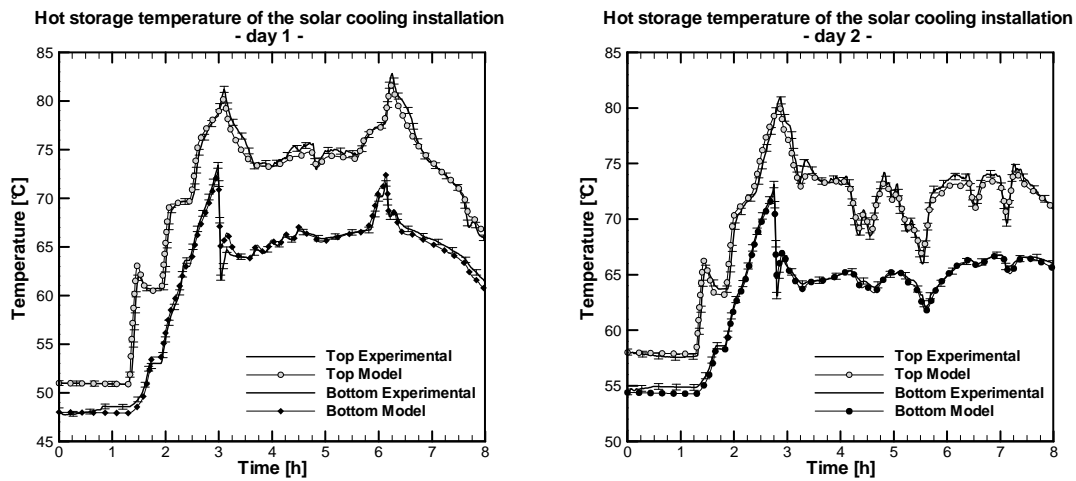 Hot storage temperature of the solar cooling installation
- day 1 -
85
80
75
70
65
60
55
50
45
Temperature [°C]
0 1 2 3 4 5 6 7 8
Time [h]
Top Experimental
Top Model
Bottom Experimental
Bottom Model
Hot storage temperature of the solar cooling installation
- day 2 -
85
80
75
70
65
60
55
50
Temperature [°C]
0 1 2 3 4 5 6 7 8
Time [h]
Top Experimental
Top Model
Bottom Experimental
Bottom Model